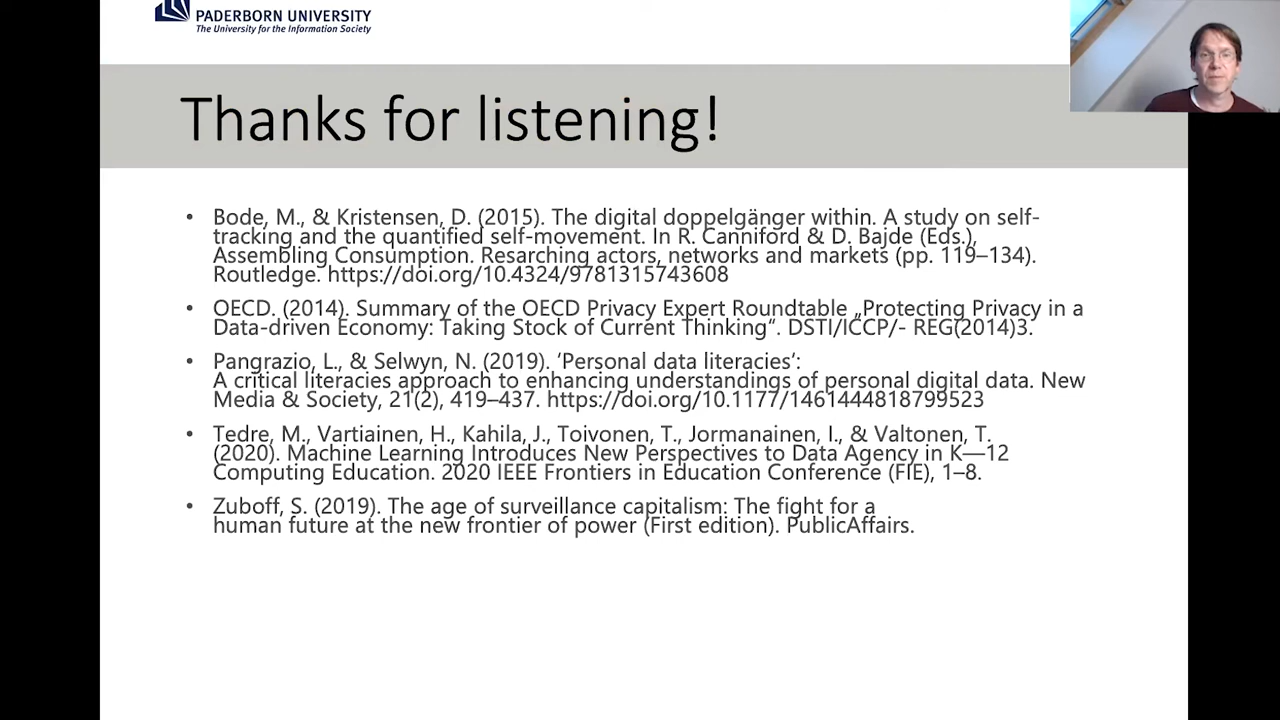 PADERBORN UNIVERSITY
The University for the Information Society
Thanks for listening!
• Bode, M., & Kristensen, D. (2015). The digital doppelgänger within. A study on self-
tracking and the quantified self-movement. In R. Canniford & D. Bajde (Eds.),
Assembling Consumption. Resarching actors, networks and markets (pp. 119–134).
Routledge. https://doi.org/10.4324/9781315743608
• OECD. (2014). Summary of the OECD Privacy Expert Roundtable „Protecting Privacy in a
Data-driven Economy: Taking Stock of Current Thinking“. DSTI/ICCP/- REG(2014)3.
• Pangrazio, L., & Selwyn, N. (2019). ‘Personal data literacies’:
A critical literacies approach to enhancing understandings of personal digital data. New
Media & Society, 21(2), 419–437. https://doi.org/10.1177/1461444818799523
• Tedre, M., Vartiainen, H., Kahila, J., Toivonen, T., Jormanainen, I., & Valtonen, T.
(2020). Machine Learning Introduces New Perspectives to Data Agency in K—12
Computing Education. 2020 IEEE Frontiers in Education Conference (FIE), 1–8.
• Zuboff, S. (2019). The age of surveillance capitalism: The fight for a
human future at the new frontier of power (First edition). PublicAffairs.